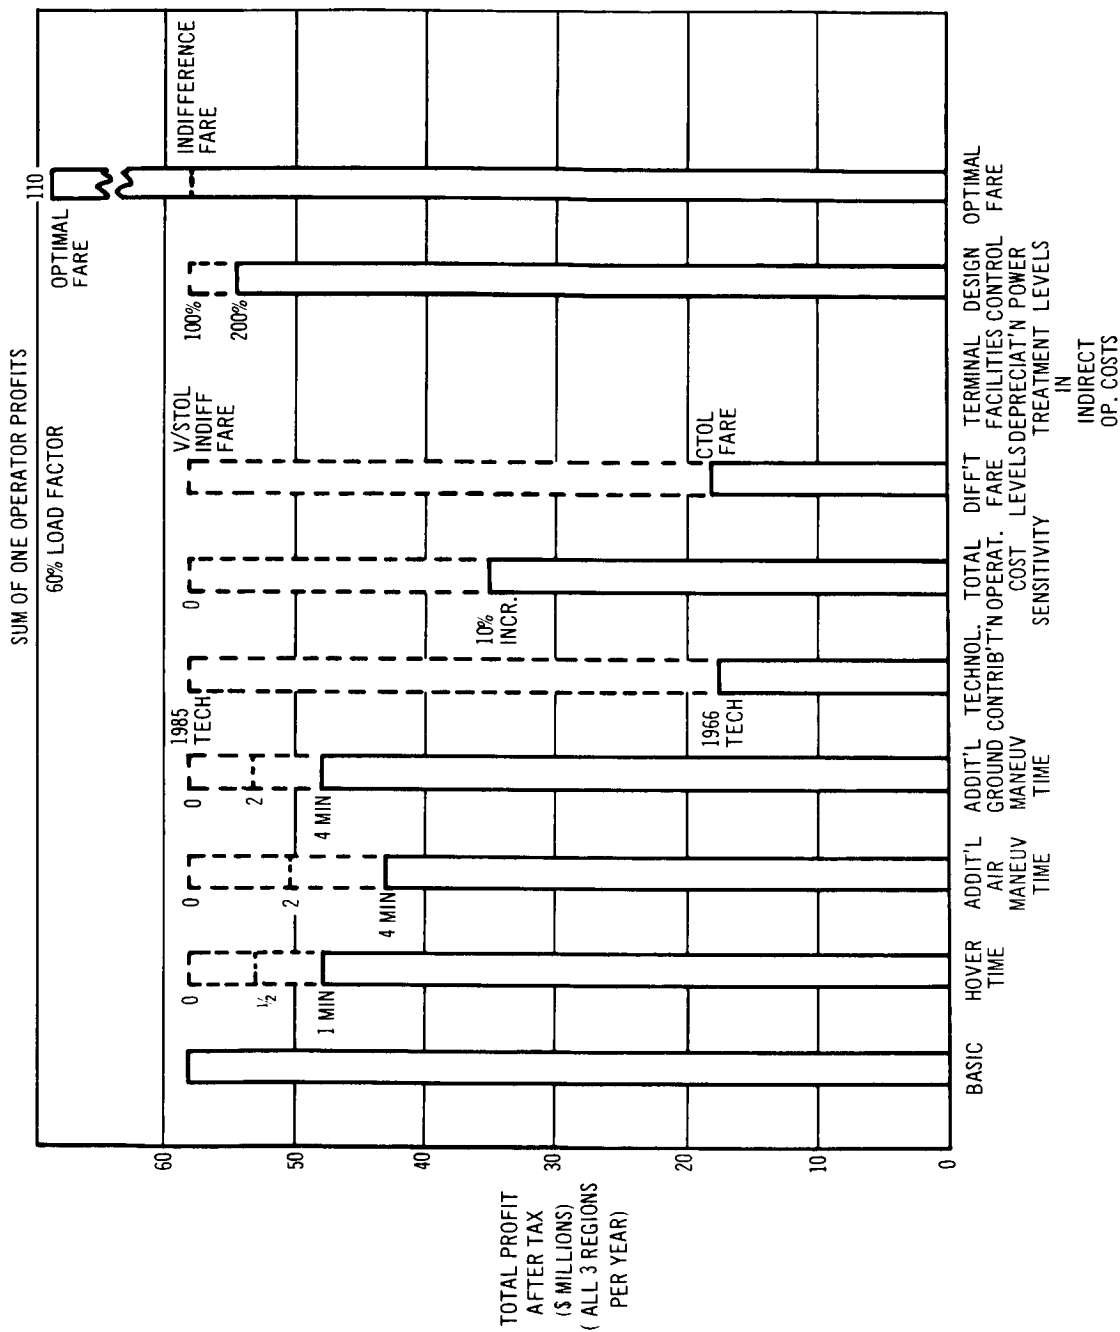 SUM OF ONE OPERATOR PROFITS
60% LOAD FACTOR
110
OPTIMAL
FARE
INDIFFERENCE
FARE
100%
200%
V/STOL
INDIFF
FARE
CTOL FARE
0
10%
INCR.
1985
TECH
1966
TECH
0
2
4 MIN
0
2
4 MIN
0
½
1 MIN
60
50
40
30
20
10
0
TOTAL PROFIT
AFTER TAX
($ MILLIONS)
( ALL 3 REGIONS
PER YEAR)
BASIC
HOVER
TIME
ADDIT'L
AIR
MANEUV
TIME
ADDIT'L
GROUND
MANEUV
TIME
TECHNOL.
CONTRIB'T'N
TOTAL
OPERAT.
COST
SENSITIVITY
DIFF'T
FARE
LEVELS
TERMINAL
FACILITIES
DEPRECIAT'N
TREATMENT
IN
INDIRECT
OP. COSTS
DESIGN
CONTROL
POWER
LEVELS
OPTIMAL
FARE